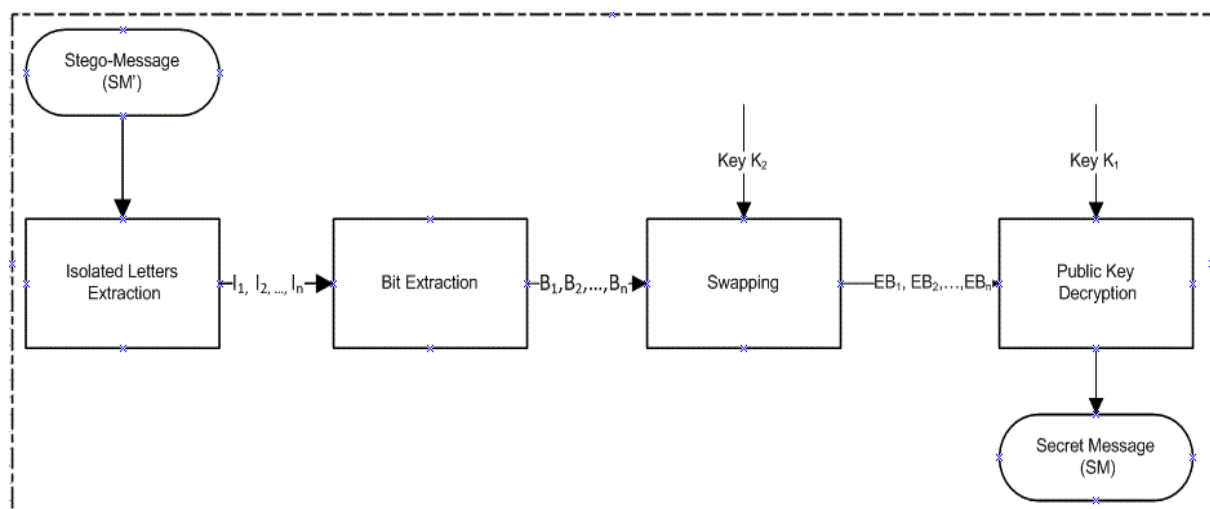 Stego-Message
(SM')
Key K₂
Key K₁
Isolated Letters
Extraction
I₁, I₂, ..., Iₙ
Bit Extraction
B₁,B₂,...,Bₙ
Swapping
EB₁, EB₂,...,EBₙ
Public Key
Decryption
Secret Message
(SM)